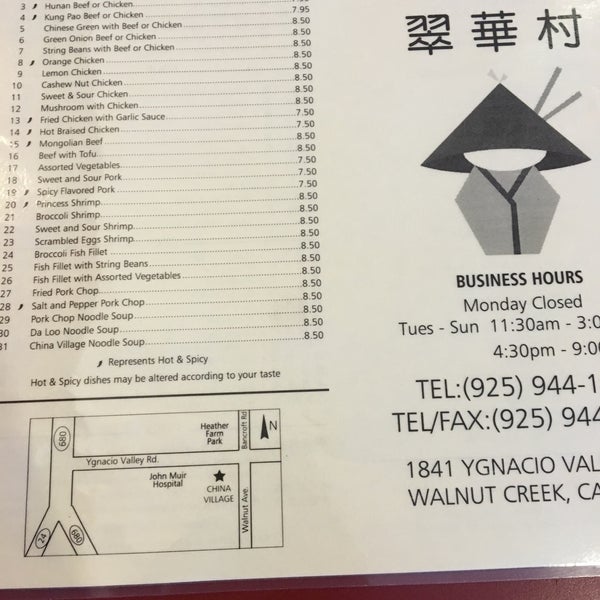 3 Hunan Beef or Chicken
4 Kung Pao Beef or Chicken 7.95
5 Chinese Green with Beef or Chicken 8.50
6 Green Onion Beef or Chicken 8.50
7 String Beans with Beef or Chicken 8.50
8 Orange Chicken 8.50
9 Lemon Chicken 8.50
10 Cashew Nut Chicken 8.50
11 Sweet & Sour Chicken 8.50
12 Mushroom with Chicken 8.50
13 Fried Chicken with Garlic Sauce 7.50
14 Hot Braised Chicken 8.50
15 Mongolian Beef 8.50
16 Beef with Tofu 8.50
17 Assorted Vegetables 7.50
18 Sweet and Sour Pork 7.50
19 Spicy Flavored Pork 7.50
20 Princess Shrimp 8.50
21 Broccoli Shrimp 8.50
22 Sweet and Sour Shrimp 8.50
23 Scrambled Eggs Shrimp 8.50
24 Broccoli Fish Fillet 8.50
25 Fish Fillet with String Beans 8.50
26 Fish Fillet with Assorted Vegetables 8.50
27 Fried Pork Chop 8.50
28 Salt and Pepper Pork Chop 8.50
29 Pork Chop Noodle Soup 8.50
30 Da Loo Noodle Soup 8.50
31 China Village Noodle Soup 8.50
Represents Hot & Spicy
Hot & Spicy dishes may be altered according to your taste
680
Ygnacio Valley Rd.
Heather
Farm
Park
Bancroft Rd
N
John Muir
Hospital
CHINA
VILLAGE
Walnut Ave.
24
680
翠華村
BUSINESS HOURS
Monday Closed
Tues - Sun 11:30am - 3:0
4:30pm - 9:0
TEL:(925) 944-1
TEL/FAX:(925) 944
1841 YGNACIO VAL
WALNUT CREEK, CA